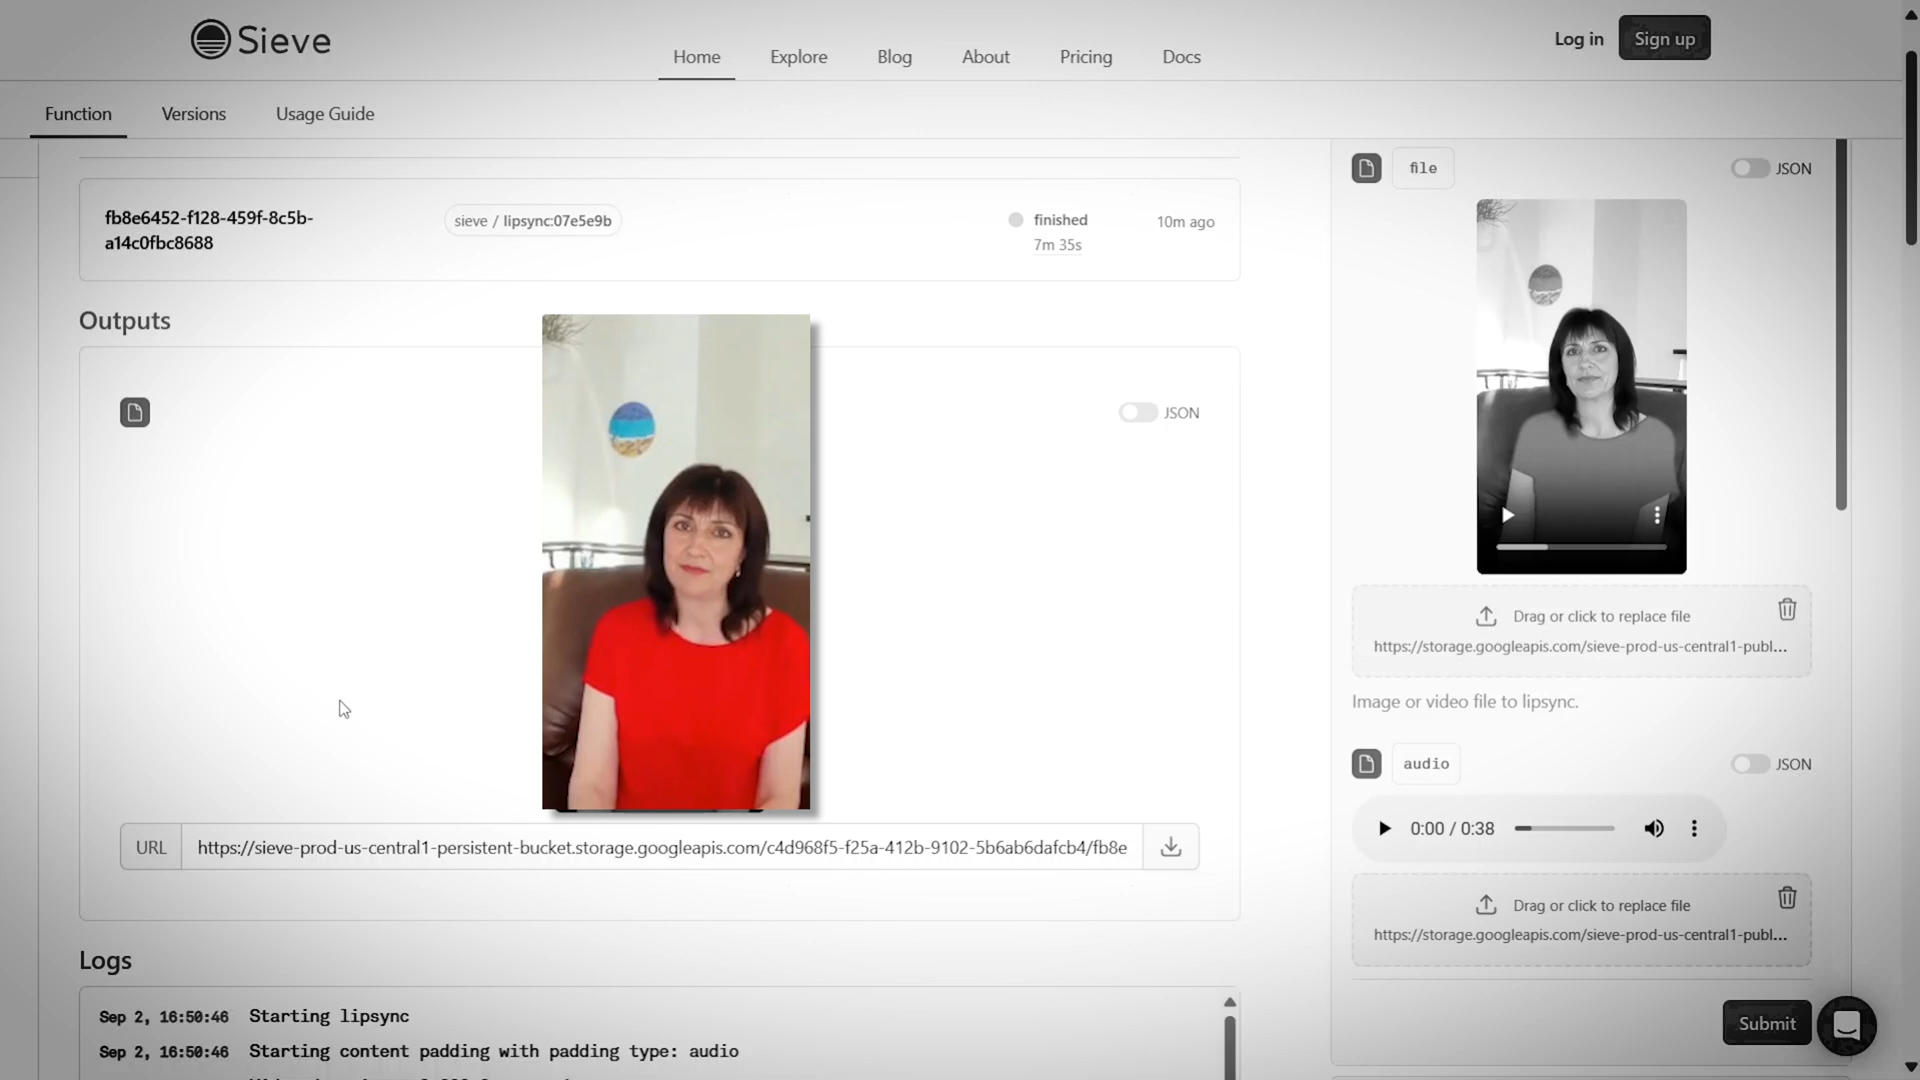 Sieve
Home Explore Blog About Pricing Docs
Log in Sign up
Function Versions Usage Guide
fb8e6452-f128-459f-8c5b-
a14c0fbc8688
sieve / lipsync:07e5e9b
finished
7m 35s
10m ago
Outputs
JSON
URL https://sieve-prod-us-central1-persistent-bucket.storage.googleapis.com/c4d968f5-f25a-412b-9102-5b6ab6dafcb4/fb8e
Logs
Sep 2, 16:50:46 Starting lipsync
Sep 2, 16:50:46 Starting content padding with padding type: audio
file JSON
Drag or click to replace file
https://storage.googleapis.com/sieve-prod-us-central1-publ...
Image or video file to lipsync.
audio JSON
0:00 / 0:38
Drag or click to replace file
https://storage.googleapis.com/sieve-prod-us-central1-publ...
Submit